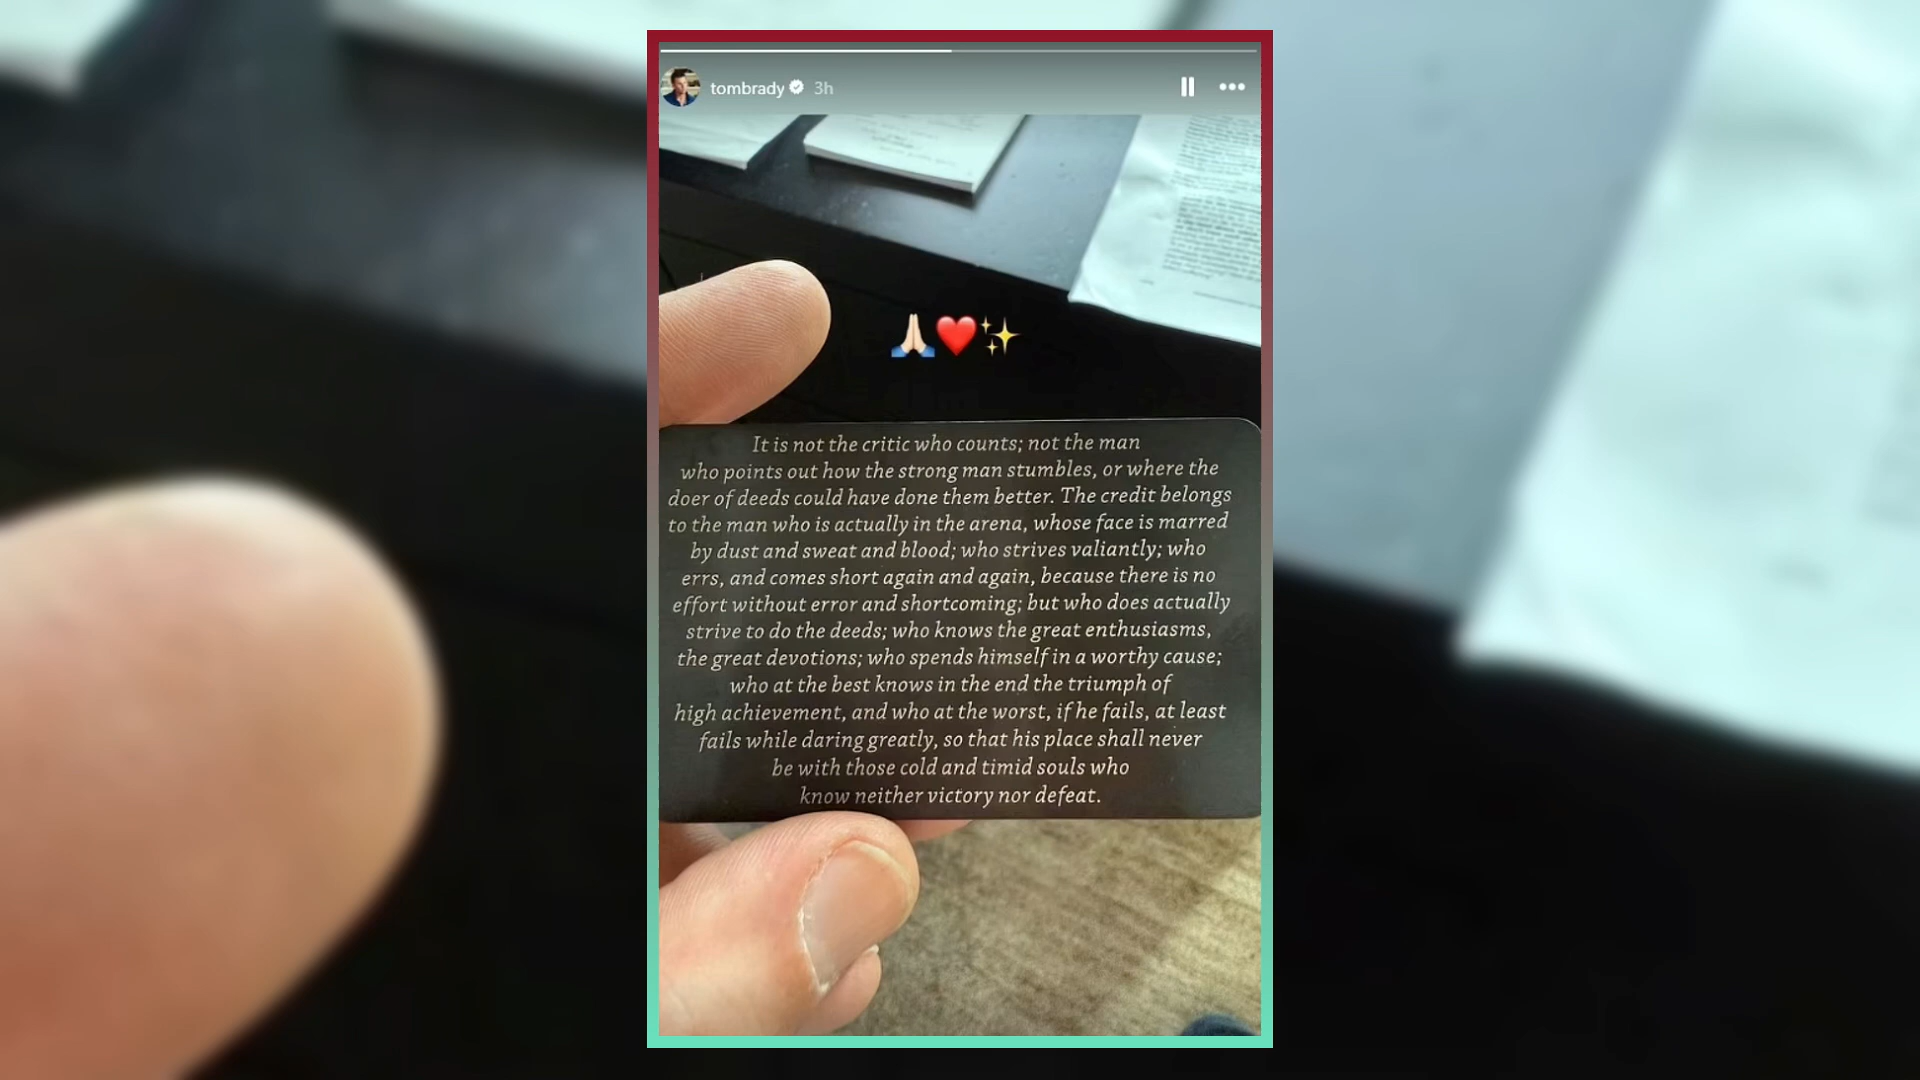 tombrady 3h
It is not the critic who counts; not the man
who points out how the strong man stumbles, or where the
doer of deeds could have done them better. The credit belongs
to the man who is actually in the arena, whose face is marred
by dust and sweat and blood; who strives valiantly; who
errs, and comes short again and again, because there is no
effort without error and shortcoming; but who does actually
strive to do the deeds; who knows the great enthusiasms,
the great devotions; who spends himself in a worthy cause;
who at the best knows in the end the triumph of
high achievement, and who at the worst, if he fails, at least
fails while daring greatly, so that his place shall never
be with those cold and timid souls who
know neither victory nor defeat.